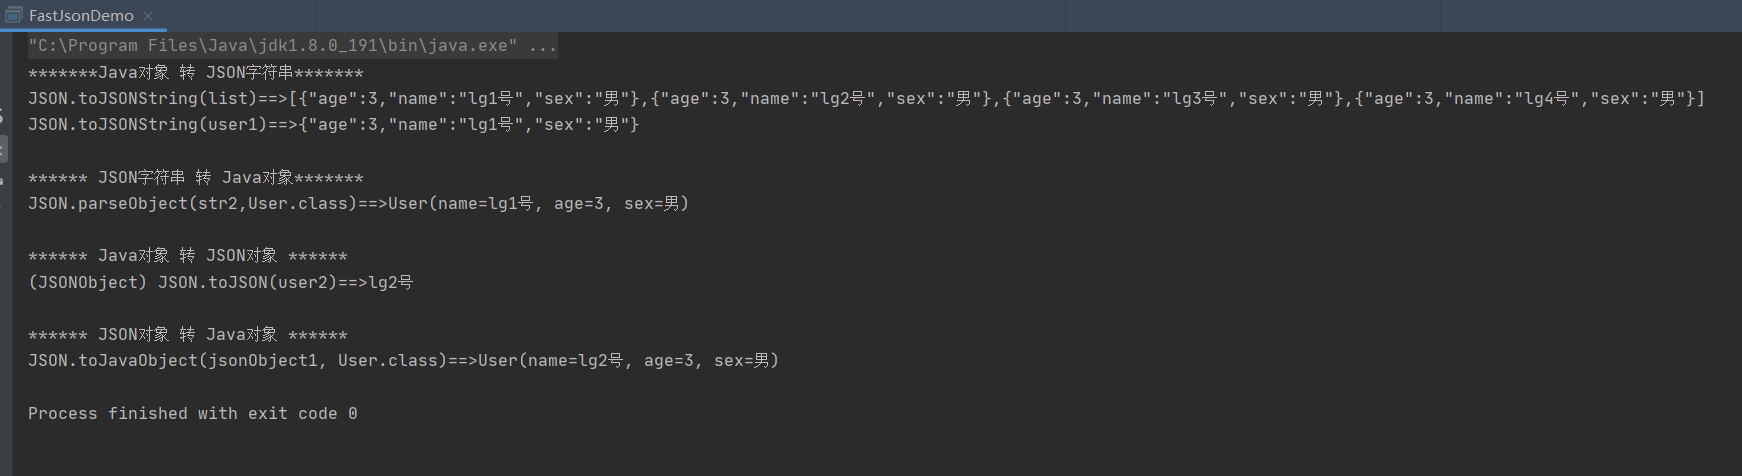 FastJsonDemo
"C:\Program Files\Java\jdk1.8.0_191\bin\java.exe" ...
*******Java对象 转 JSON字符串*******
JSON.toJSONString(list)==>[{"age":3,"name":"lg1号","sex":"男"},{"age":3,"name":"lg2号","sex":"男"},{"age":3,"name":"lg3号","sex":"男"},{"age":3,"name":"lg4号","sex":"男"}]
JSON.toJSONString(user1)==>{"age":3,"name":"lg1号","sex":"男"}
****** JSON字符串 转 Java对象*******
JSON.parseObject(str2,User.class)==>User(name=lg1号, age=3, sex=男)
****** Java对象 转 JSON对象 ******
(JSONObject) JSON.toJSON(user2)==>lg2号
****** JSON对象 转 Java对象 ******
JSON.toJavaObject(jsonObject1, User.class)==>User(name=lg2号, age=3, sex=男)
Process finished with exit code 0